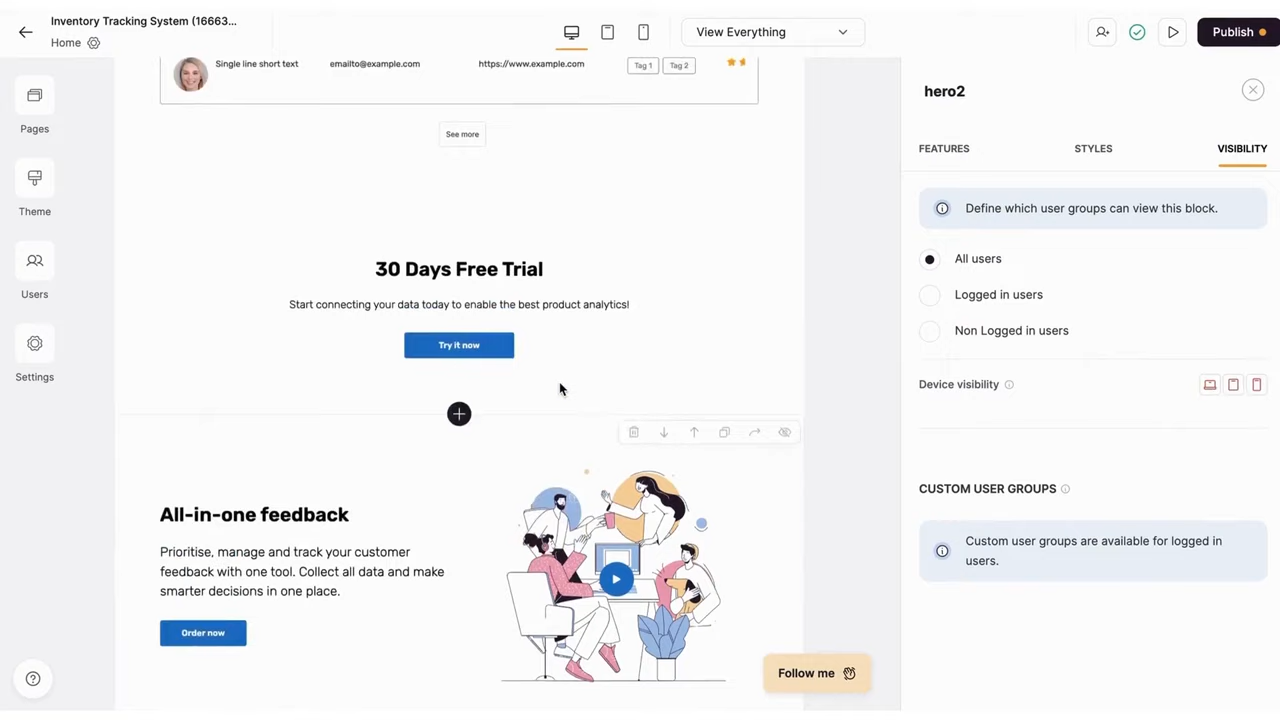 Inventory Tracking System (16663...
Home
View Everything
Publish
Pages
Theme
Users
Settings
Single line short text
emailto@example.com
https://www.example.com
Tag 1
Tag 2
See more
30 Days Free Trial
Start connecting your data today to enable the best product analytics!
Try it now
All-in-one feedback
Prioritise, manage and track your customer
feedback with one tool. Collect all data and make
smarter decisions in one place.
Order now
Follow me
hero2
FEATURES
STYLES
VISIBILITY
Define which user groups can view this block.
All users
Logged in users
Non Logged in users
Device visibility
CUSTOM USER GROUPS
Custom user groups are available for logged in
users.